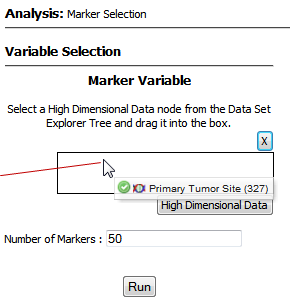 Analysis: Marker Selection
Variable Selection
Marker Variable
Select a High Dimensional Data node from the Data Set
Explorer Tree and drag it into the box.
X
Primary Tumor Site (327)
High Dimensional Data
Number of Markers : 50
Run